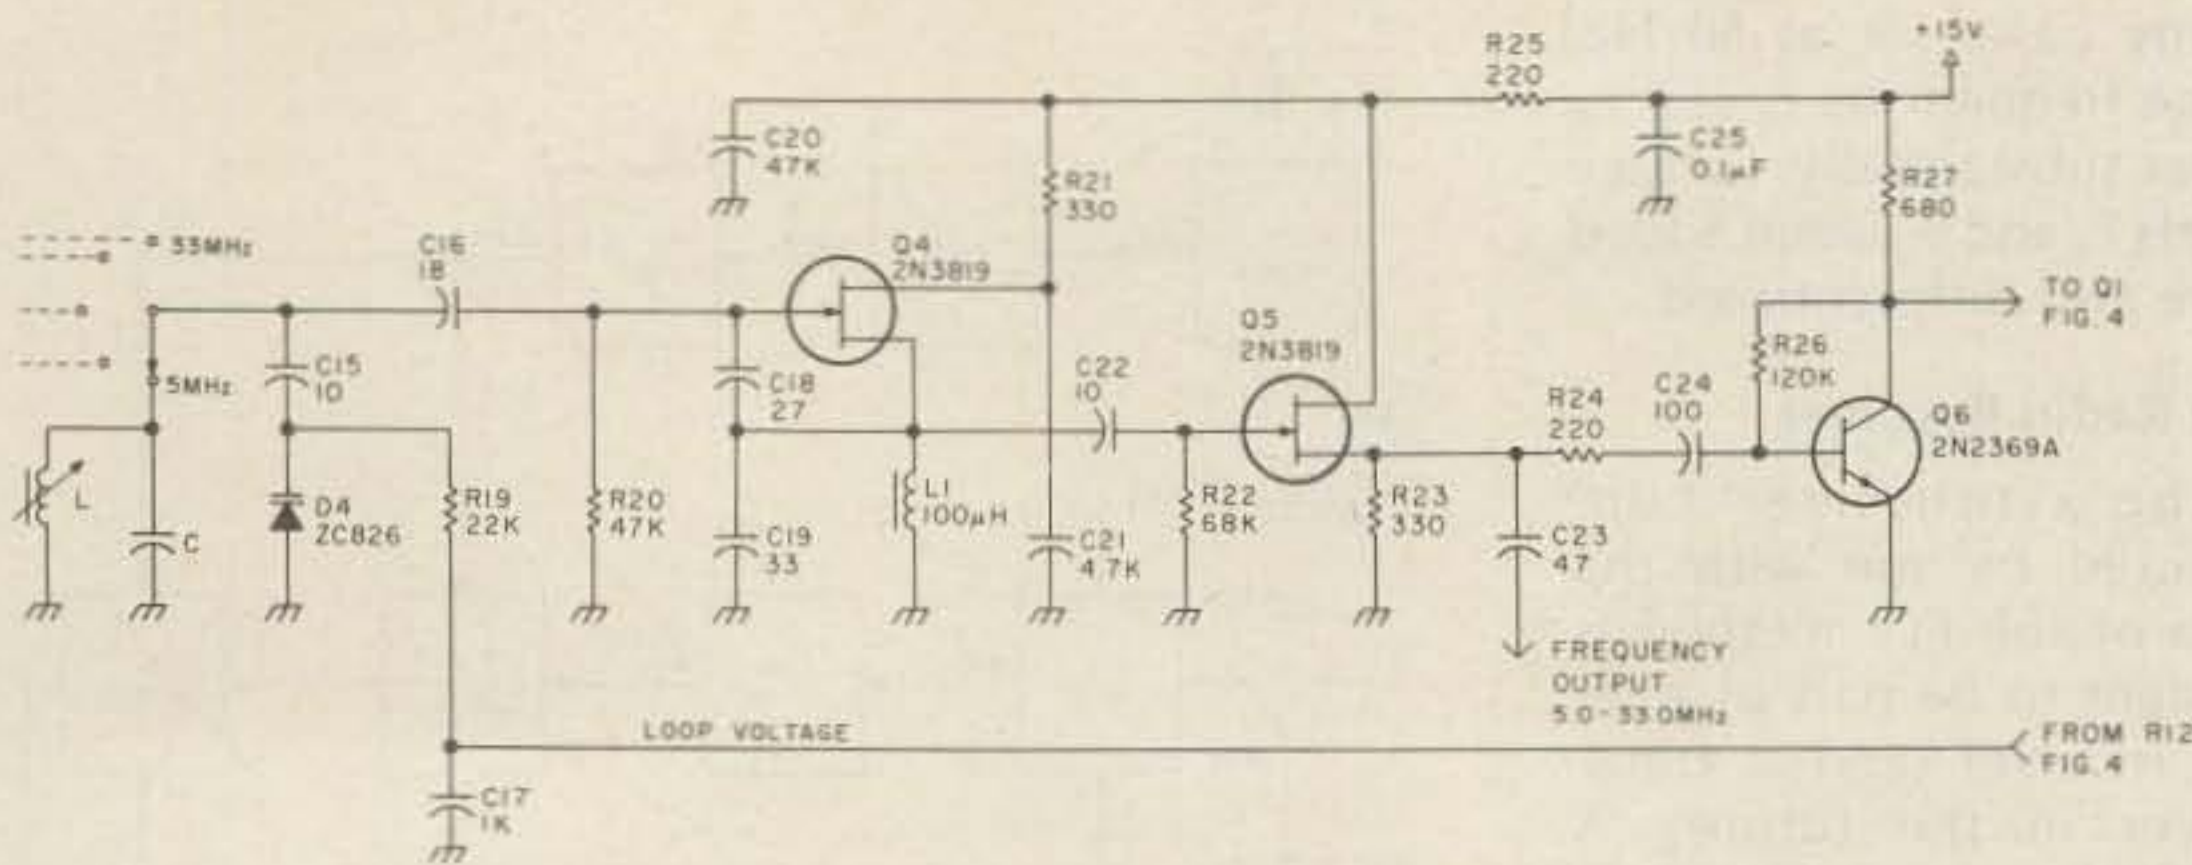 +15V
R25
220
C20
47K
C25
0.1µF
R21
330
R27
680
33MHz
C16
18
Q4
2N3819
TO Q1
FIG. 4
Q5
2N3819
R26
120K
C15
10
5MHz
C18
27
C22
10
R24
220
C24
100
Q6
2N2369A
L
C
D4
ZC826
R19
22K
R20
47K
C19
33
L1
100µH
C21
4.7K
R22
68K
R23
330
C23
47
FREQUENCY
OUTPUT
5.0-33.0MHz
LOOP VOLTAGE
FROM R12
FIG. 4
C17
1K